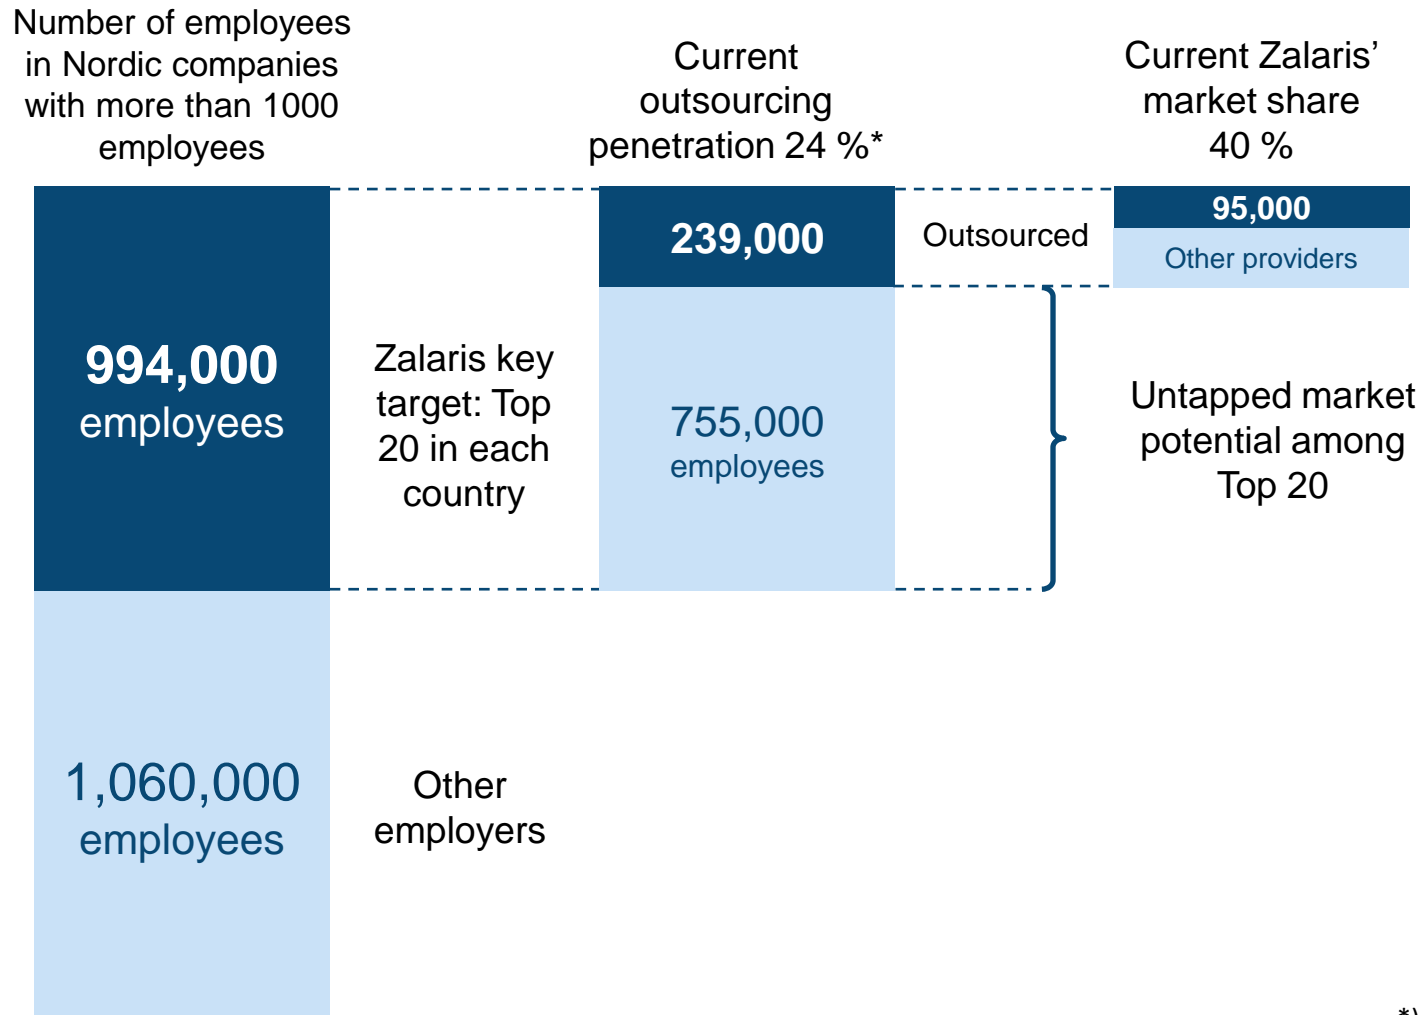 Number of employees
in Nordic companies
with more than 1000
employees
Current
outsourcing
penetration 24 %*
Current Zalaris’
market share
40 %
994,000
employees
Zalaris key
target: Top
20 in each
country
239,000
Outsourced
95,000
Other providers
755,000
employees
Untapped market
potential among
Top 20
1,060,000
employees
Other
employers
*)